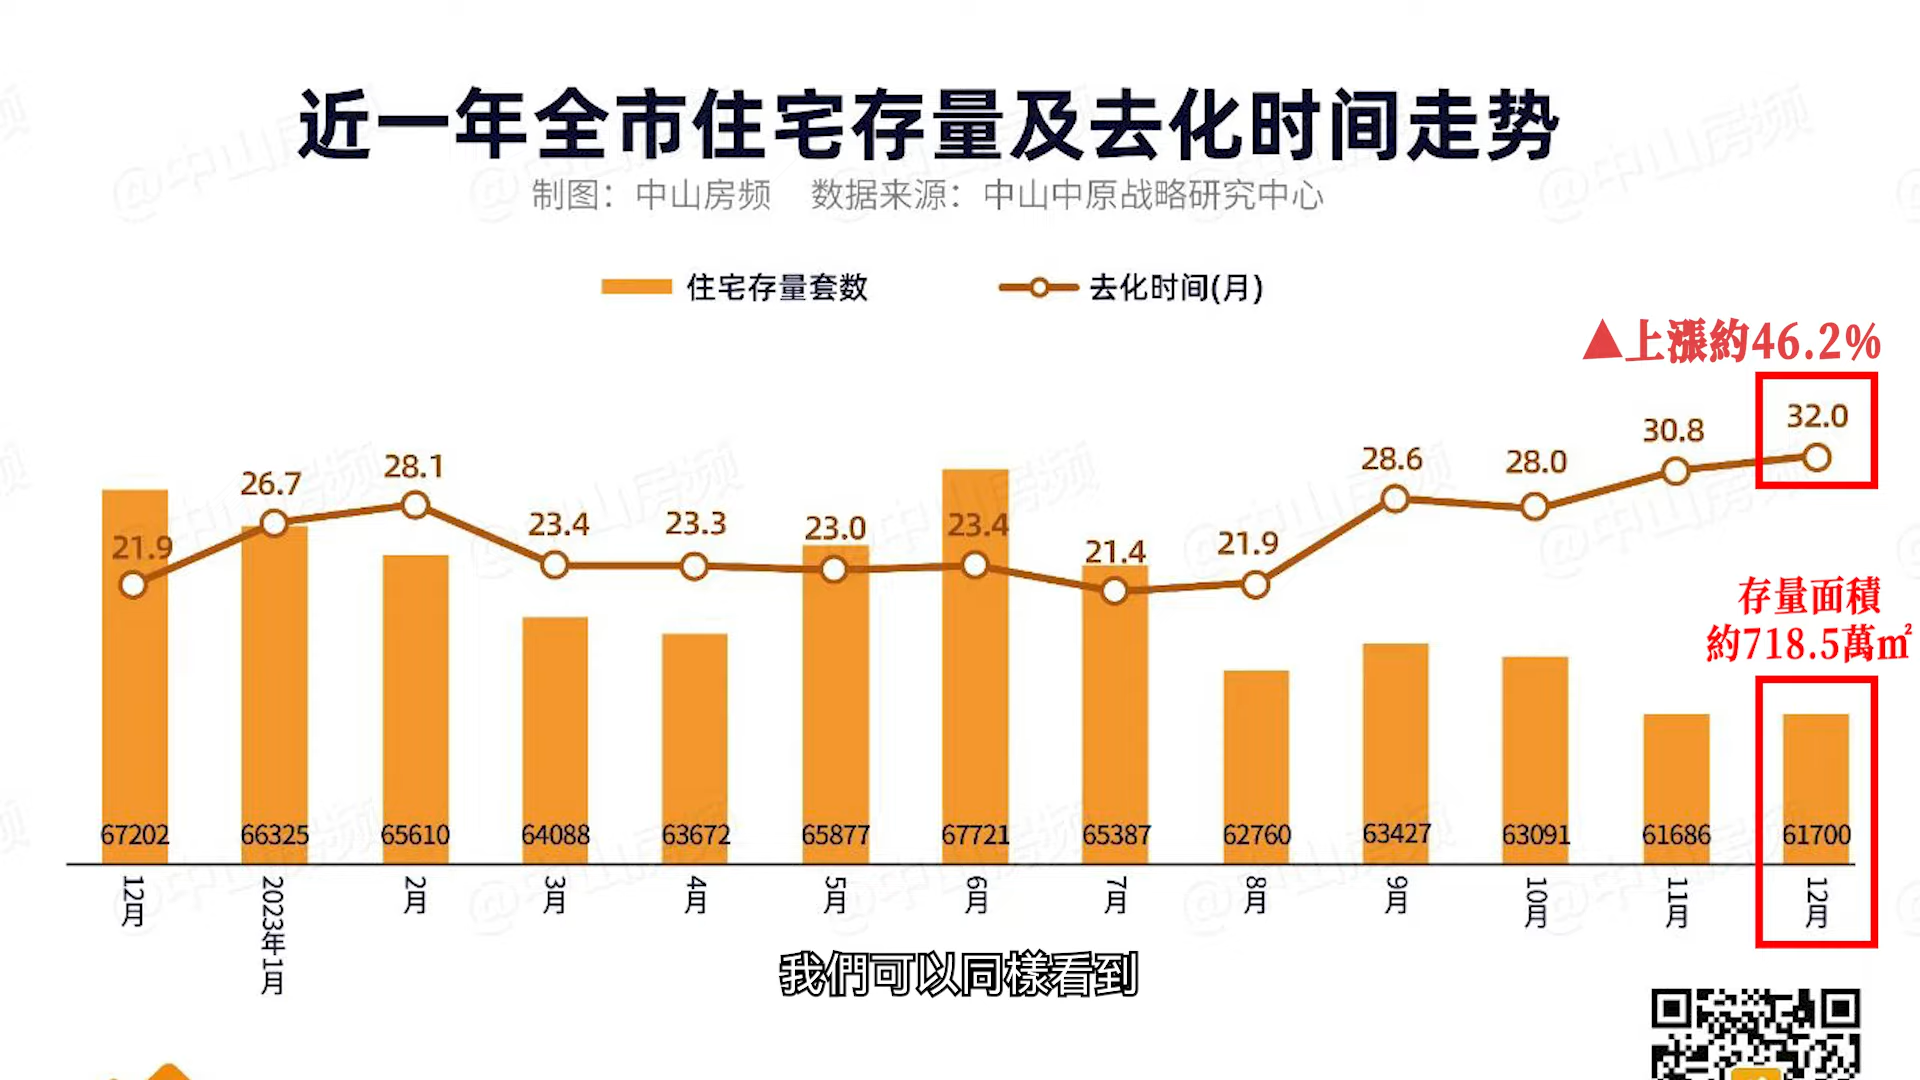 近一年全市住宅存量及去化时间走势
制图：中山房频 数据来源：中山中原战略研究中心
住宅存量套数 去化时间(月)
▲上漲約46.2%
21.9 26.7 28.1 23.4 23.3 23.0 23.4 21.4 21.9 28.6 28.0 30.8 32.0
存量面積
約718.5萬㎡
67202 66325 65610 64088 63672 65877 67721 65387 62760 63427 63091 61686 61700
12月 2023年1月 2月 3月 4月 5月 6月 7月 8月 9月 10月 11月 12月
我們可以同樣看到
@中山房频